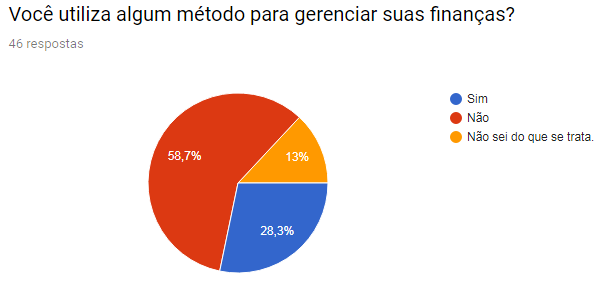 Você utiliza algum método para gerenciar suas finanças?
46 respostas
Sim
Não
Não sei do que se trata.
58,7%
13%
28,3%